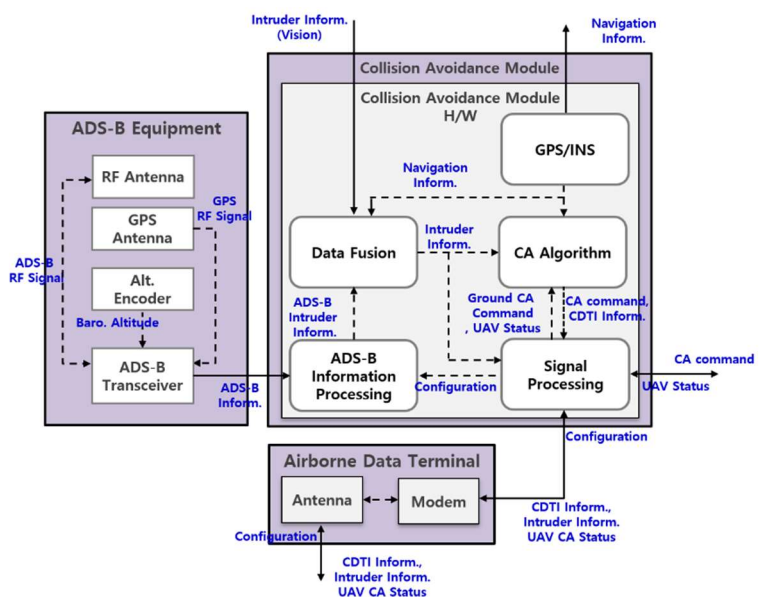 Intruder Inform.
(Vision)
Navigation
Inform.
Collision Avoidance Module
Collision Avoidance Module
H/W
ADS-B Equipment
GPS/INS
RF Antenna
Navigation
Inform.
GPS
RF Signal
GPS
Antenna
Data Fusion
Intruder
Inform.
CA Algorithm
ADS-B
RF Signal
Alt.
Encoder
ADS-B
Intruder
Inform.
Ground CA
Command
, UAV Status
CA command,
CDTI Inform.
Baro. Altitude
ADS-B
Transceiver
ADS-B
Information
Processing
Signal
Processing
CA command
UAV Status
ADS-B
Inform.
Configuration
Configuration
Airborne Data Terminal
Antenna
Modem
CDTI Inform.,
Intruder Inform.
UAV CA Status
Configuration
CDTI Inform.,
Intruder Inform.
UAV CA Status